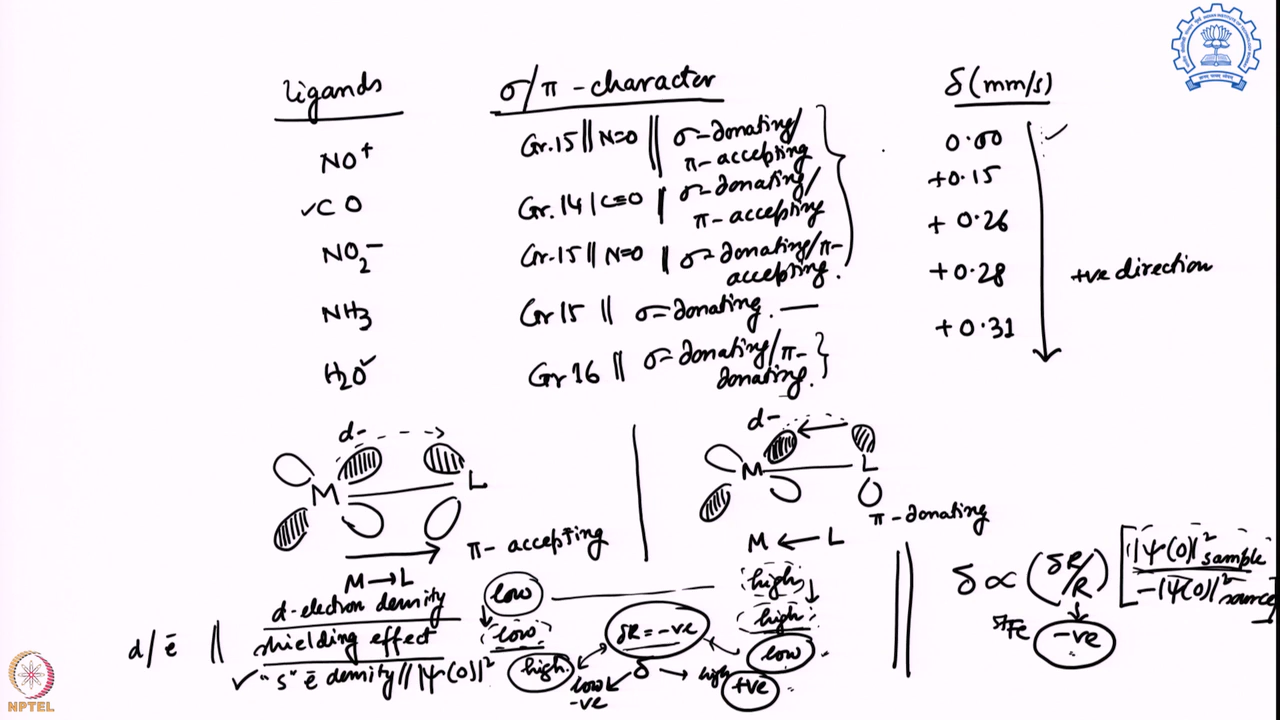 Ligands σ/π-character δ(mm/s)
NO+ Gr.15 || N=O || σ-donating/ π-accepting 0.00
✓CO Gr.14 | C≡O | σ-donating/ π-accepting +0.15
NO2− Gr.15 || N=O || σ-donating/π-accepting. +0.26
NH3 Gr 15 || σ-donating. — +0.28
H2O✓ Gr 16 || σ-donating/π-donating. +0.31
+ve direction
d- d-
M L M L
π-accepting π-donating
M→L M←L
d-electron density low high
d/ē || shielding effect low high
✓"s" ē density || |ψ(0)|² high low
δR = -ve
low -ve ← δ → high +ve
δ ∝ (δR/R) [|ψ(0)|² sample
−|ψ(0)|² source]
57Fe -ve
NPTEL